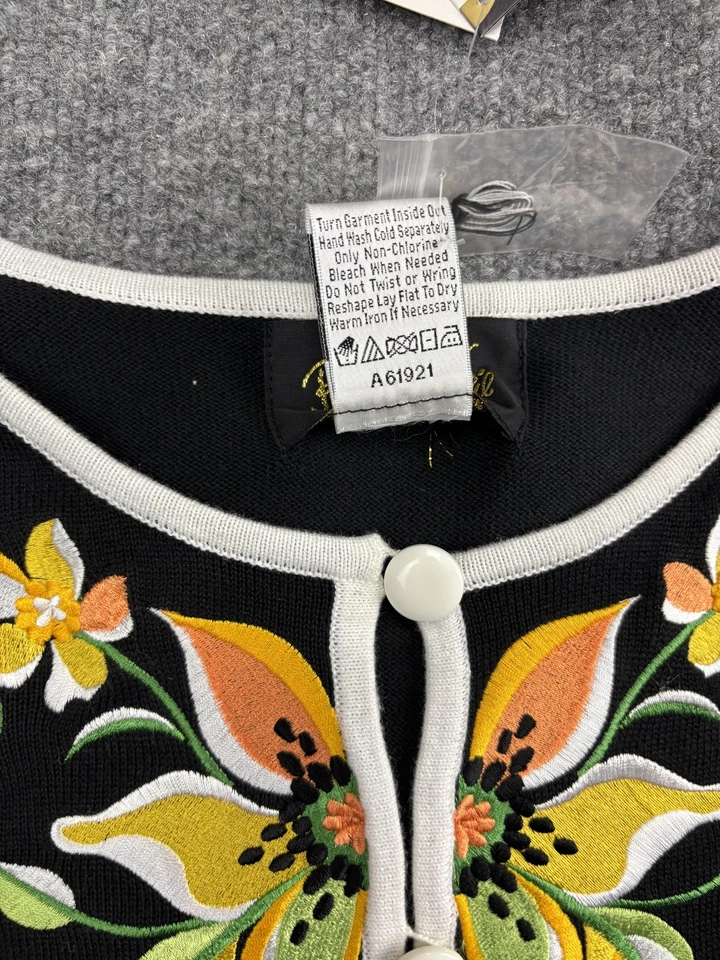 Turn Garment Inside Out
Hand Wash Cold Separately
Only Non-Chlorine
Bleach When Needed
Do Not Twist or Wring
Reshape Lay Flat To Dry
Warm Iron if Necessary
A61921